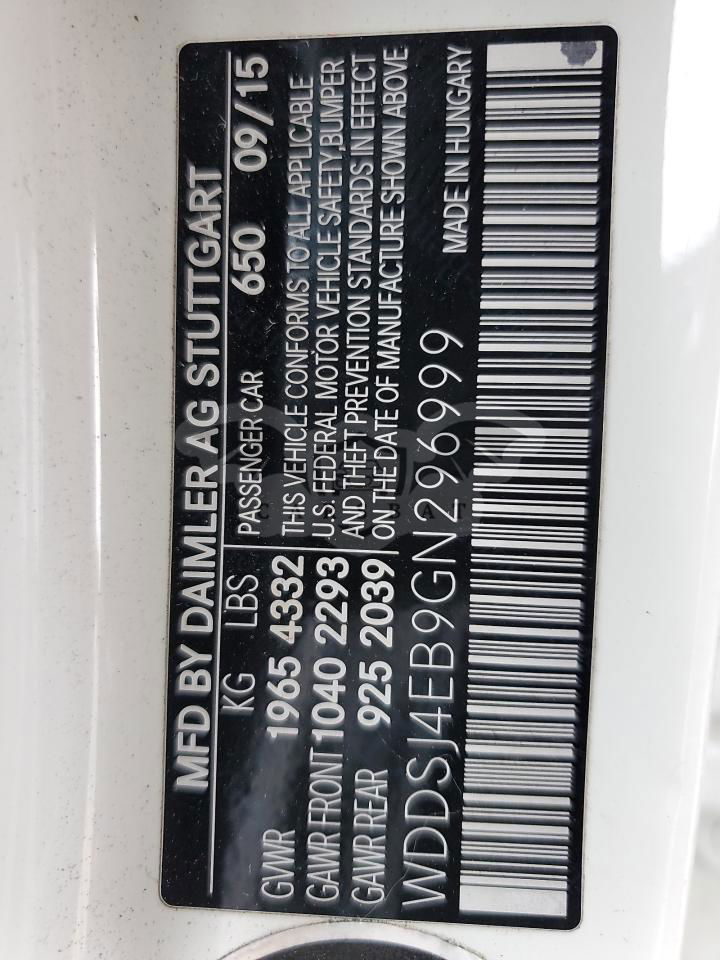 MFD BY DAIMLER AG STUTTGART
KG LBS PASSENGER CAR 650 09/15
GVWR 1965 4332 THIS VEHICLE CONFORMS TO ALL APPLICABLE
GAWR FRONT 1040 2293 U.S. FEDERAL MOTOR VEHICLE SAFETY,BUMPER
GAWR REAR 925 2039 AND THEFT PREVENTION STANDARDS IN EFFECT
ON THE DATE OF MANUFACTURE SHOWN ABOVE
WDDSJ4EB9GN296999 MADE IN HUNGARY